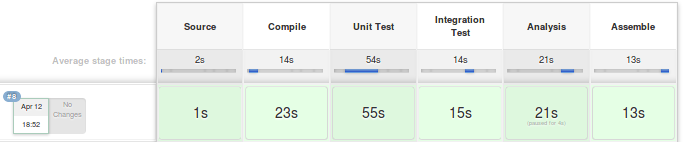 Source Compile Unit Test Integration Test Analysis Assemble
Average stage times: 2s 14s 54s 14s 21s 13s
#6
Apr 12 No Changes
18:52
1s 23s 55s 15s 21s 13s
(paused for 4s)